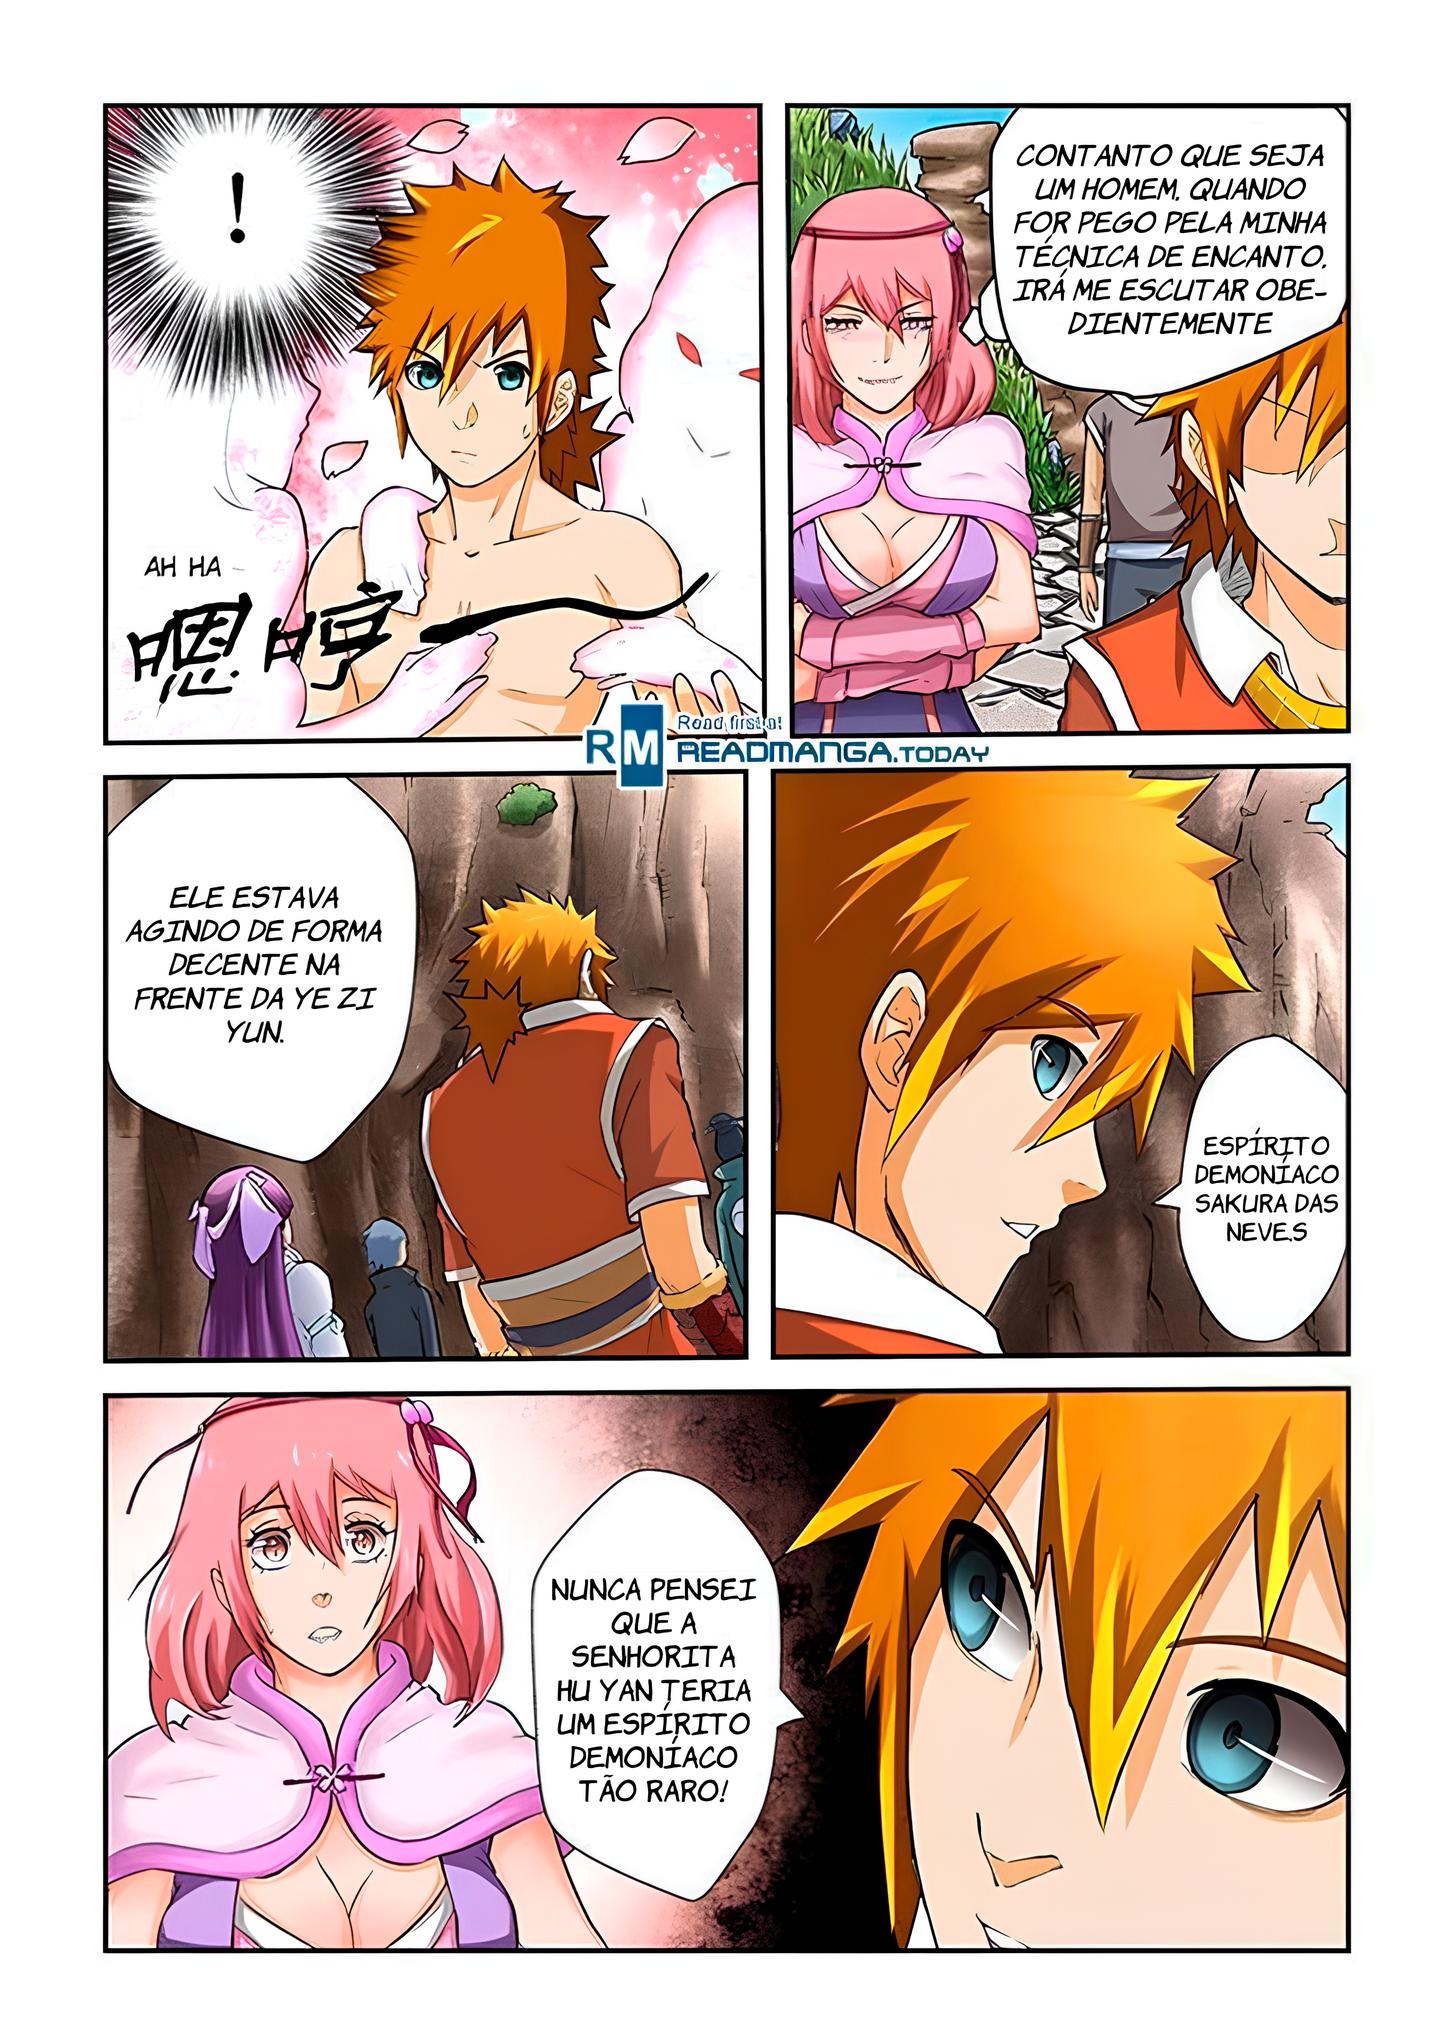 !
AH HA
嗯哼
CONTANTO QUE SEJA
UM HOMEM, QUANDO
FOR PEGO PELA MINHA
TÉCNICA DE ENCANTO,
IRÁ ME ESCUTAR OBE-
DIENTEMENTE
RM
Read first at
READMANGA.TODAY
ELE ESTAVA
AGINDO DE FORMA
DECENTE NA
FRENTE DA YE ZI
YUN.
ESPÍRITO
DEMONÍACO
SAKURA DAS
NEVES
NUNCA PENSEI
QUE A
SENHORITA
HU YAN TERIA
UM ESPÍRITO
DEMONÍACO
TÃO RARO!